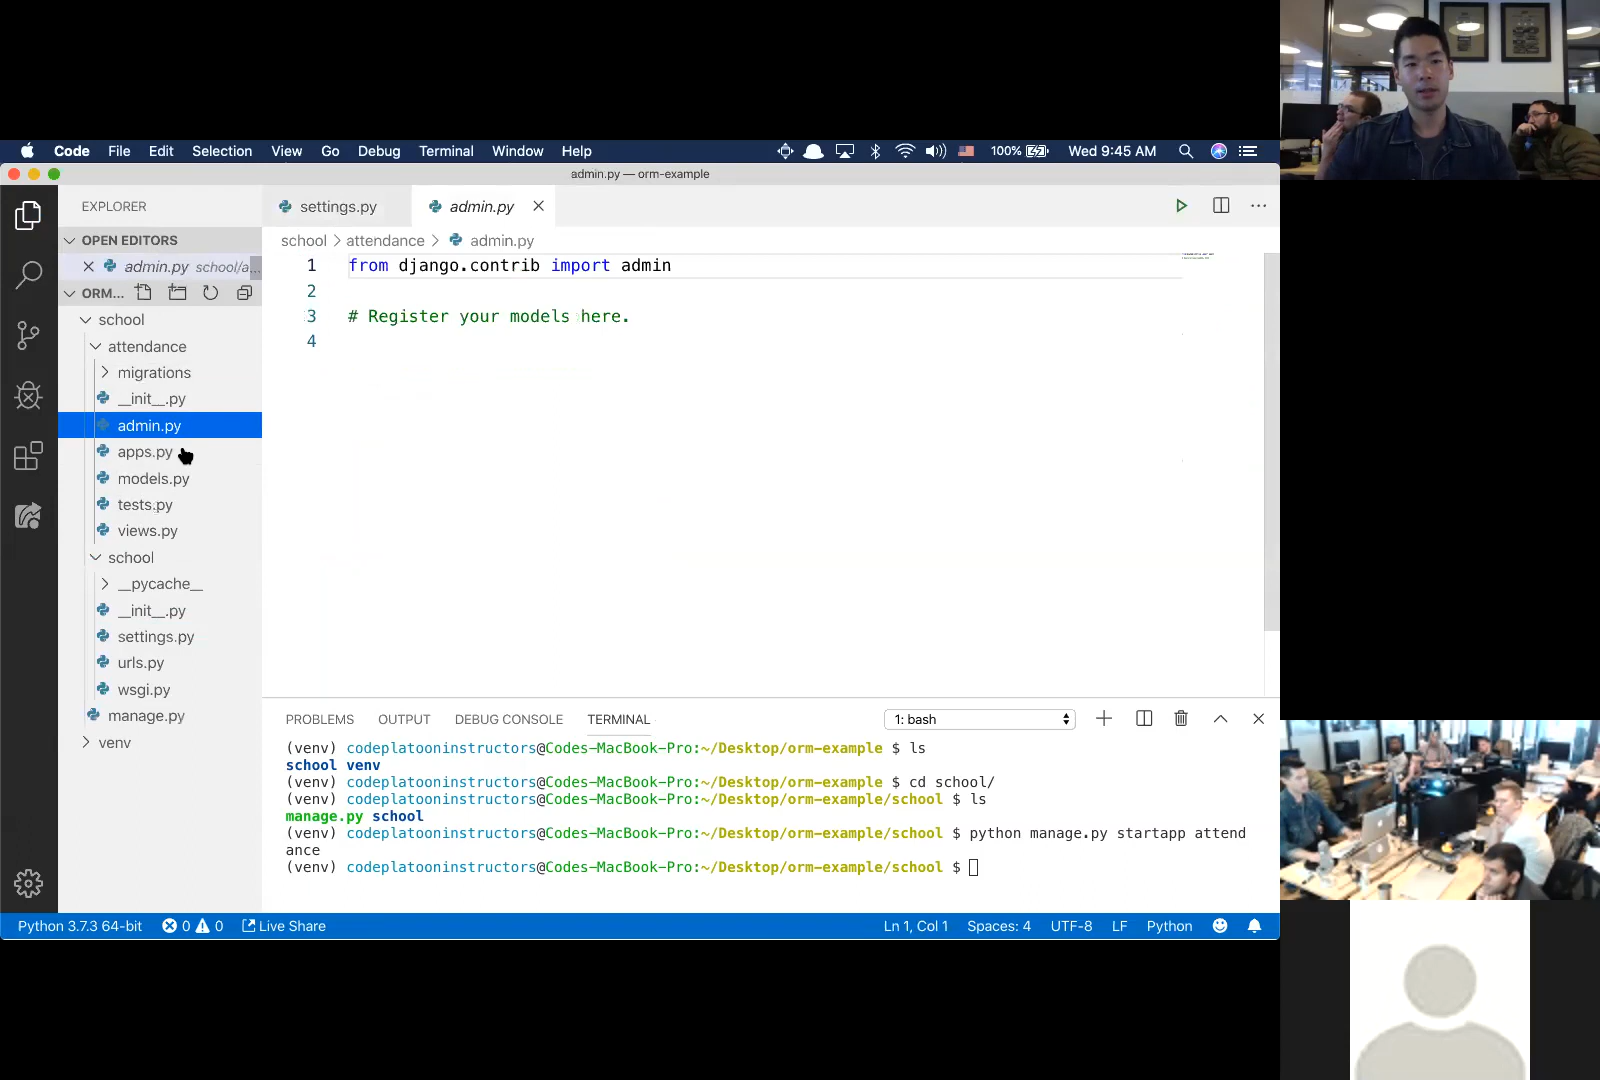 Code File Edit Selection View Go Debug Terminal Window Help 100% Wed 9:45 AM
admin.py — orm-example
EXPLORER
settings.py
admin.py
OPEN EDITORS
school
attendance
admin.py
admin.py school/a...
1 from django.contrib import admin
ORM...
2
school
3 # Register your models here.
attendance
4
migrations
__init__.py
admin.py
apps.py
models.py
tests.py
views.py
school
__pycache__
__init__.py
settings.py
urls.py
wsgi.py
manage.py
venv
PROBLEMS OUTPUT DEBUG CONSOLE TERMINAL 1: bash
(venv) codeplatooninstructors@Codes-MacBook-Pro:~/Desktop/orm-example $ ls
school venv
(venv) codeplatooninstructors@Codes-MacBook-Pro:~/Desktop/orm-example $ cd school/
(venv) codeplatooninstructors@Codes-MacBook-Pro:~/Desktop/orm-example/school $ ls
manage.py school
(venv) codeplatooninstructors@Codes-MacBook-Pro:~/Desktop/orm-example/school $ python manage.py startapp attend
ance
(venv) codeplatooninstructors@Codes-MacBook-Pro:~/Desktop/orm-example/school $
Python 3.7.3 64-bit 0 0 Live Share Ln 1, Col 1 Spaces: 4 UTF-8 LF Python